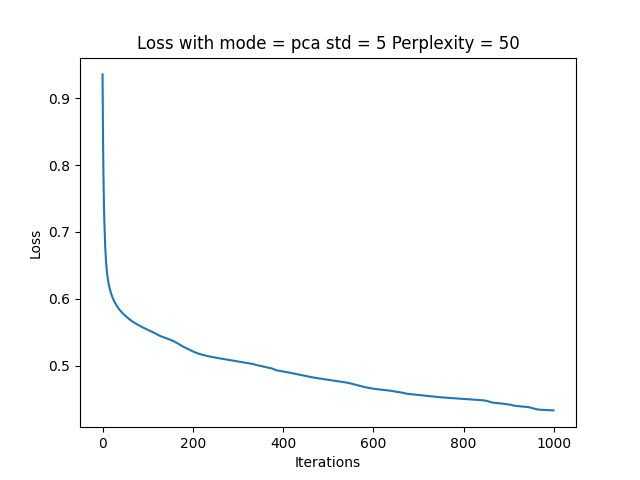 Loss with mode = pca std = 5 Perplexity = 50
Loss
0.9
0.8
0.7
0.6
0.5
0 200 400 600 800 1000
Iterations